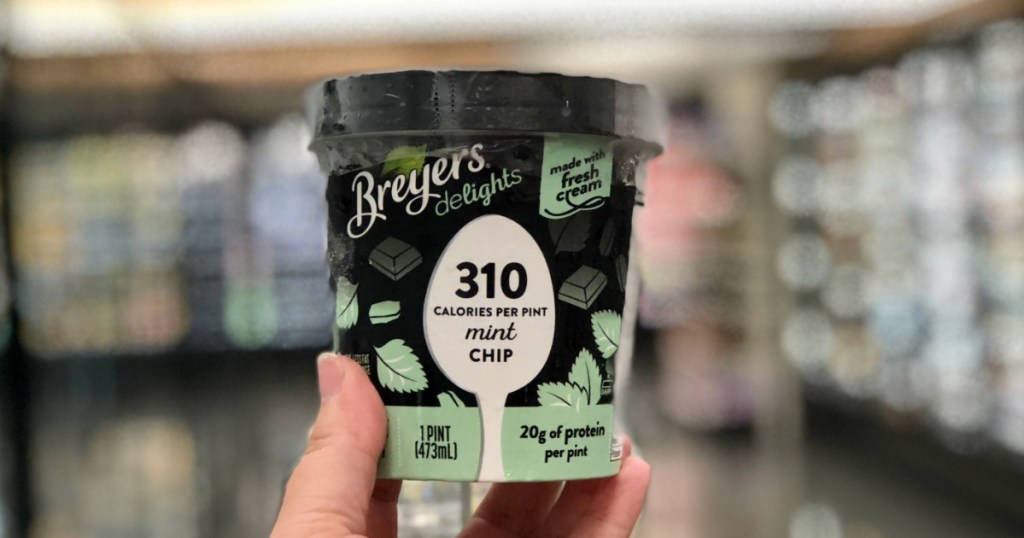 Breyers
delights
made with
fresh
cream
310
CALORIES PER PINT
mint
CHIP
1 PINT
(473mL)
20g of protein
per pint